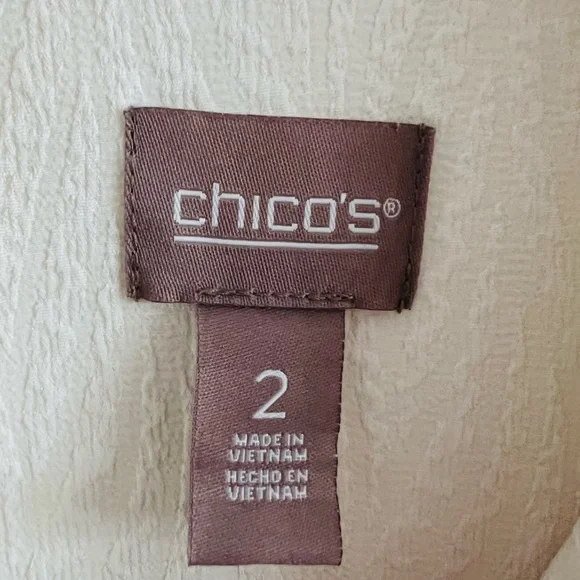 chico's®
2
MADE IN
VIETNAM
HECHO EN
VIETNAM